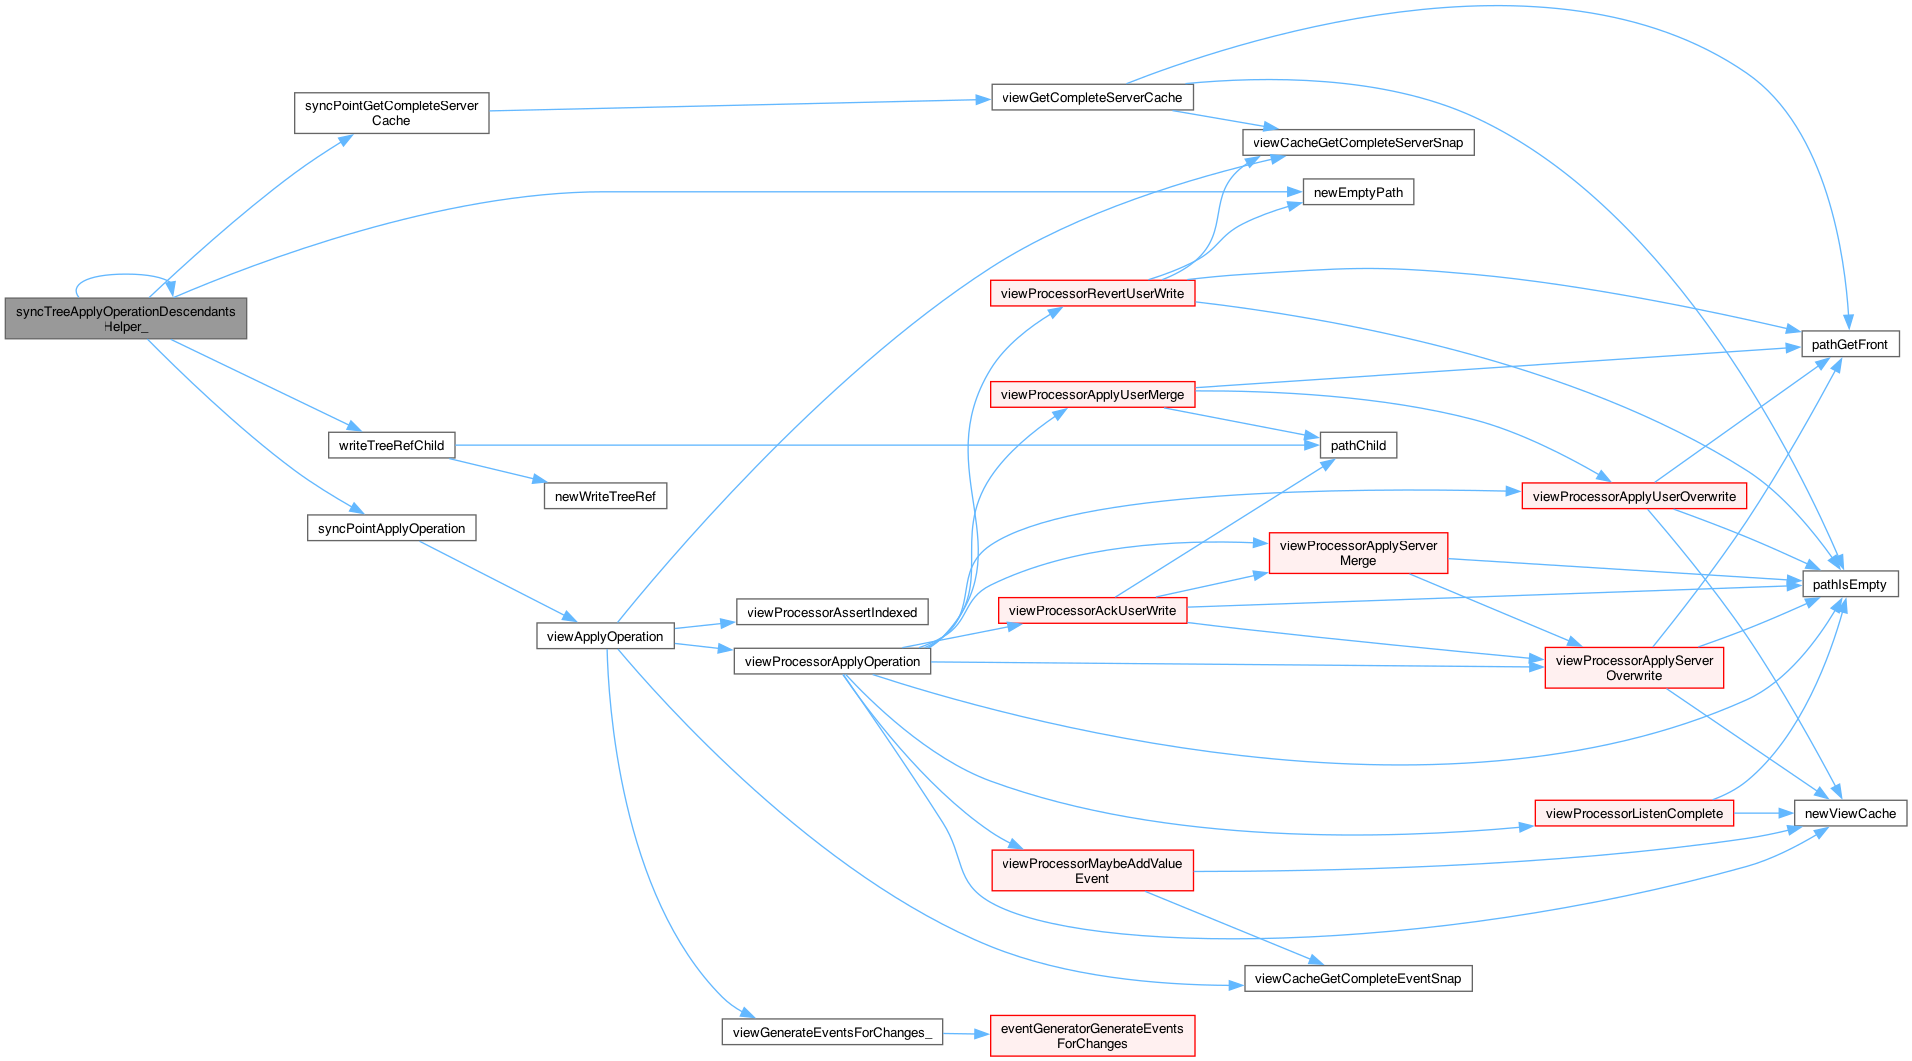 syncPointGetCompleteServer
Cache
viewGetCompleteServerCache
viewCacheGetCompleteServerSnap
newEmptyPath
syncTreeApplyOperationDescendants
Helper_
viewProcessorRevertUserWrite
pathGetFront
viewProcessorApplyUserMerge
writeTreeRefChild
pathChild
newWriteTreeRef
viewProcessorApplyUserOverwrite
syncPointApplyOperation
viewProcessorApplyServer
Merge
pathIsEmpty
viewProcessorAssertIndexed
viewProcessorAckUserWrite
viewApplyOperation
viewProcessorApplyOperation
viewProcessorApplyServer
Overwrite
viewProcessorListenComplete
newViewCache
viewProcessorMaybeAddValue
Event
viewCacheGetCompleteEventSnap
viewGenerateEventsForChanges_
eventGeneratorGenerateEvents
ForChanges